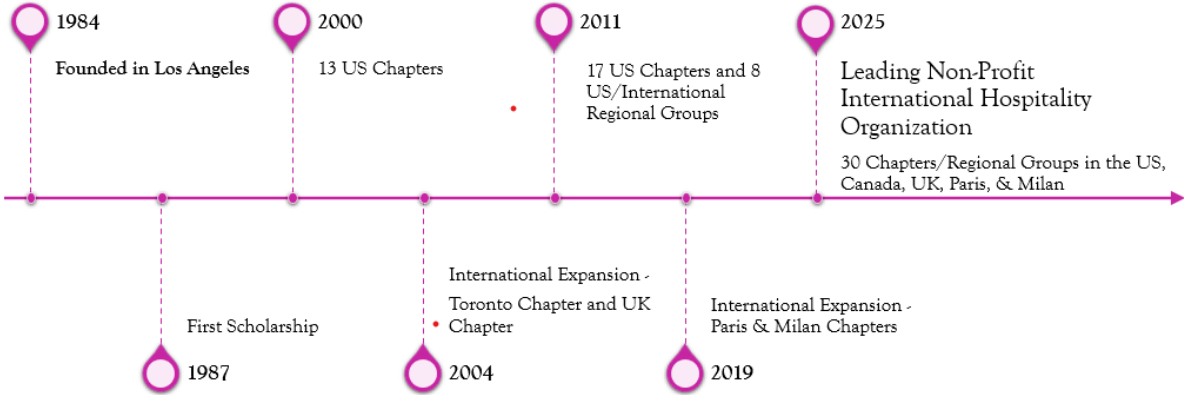 1984
Founded in Los Angeles
2000
13 US Chapters
2011
17 US Chapters and 8
US/International
Regional Groups
2025
Leading Non-Profit
International Hospitality
Organization
30 Chapters/Regional Groups in the US,
Canada, UK, Paris, & Milan
First Scholarship
1987
International Expansion -
Toronto Chapter and UK
Chapter
2004
International Expansion -
Paris & Milan Chapters
2019